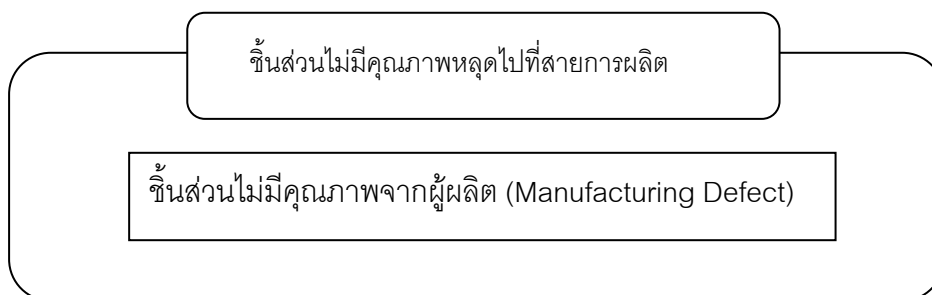 ชิ้นส่วนไม่มีคุณภาพหลุดไปที่สายการผลิต
ชิ้นส่วนไม่มีคุณภาพจากผู้ผลิต (Manufacturing Defect)